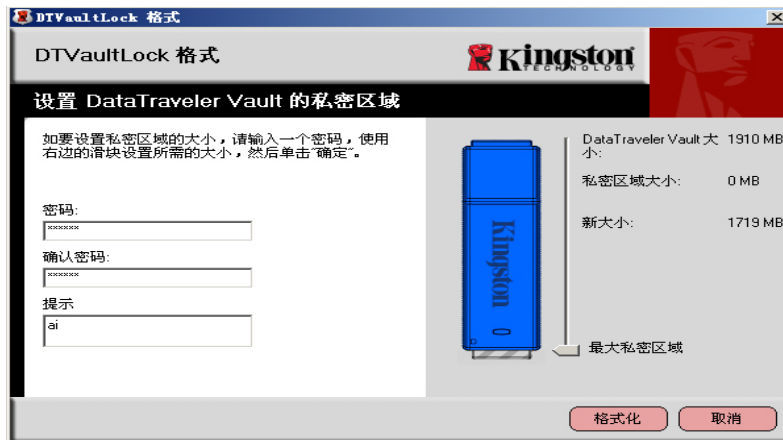 DTVaultLock 格式
DTVaultLock 格式
Kingston
TECHNOLOGY
设置 DataTraveler Vault 的私密区域
如要设置私密区域的大小，请输入一个密码，使用
右边的滑块设置所需的大小，然后单击“确定”。
密码:
××××××
确认密码:
××××××
提示
ai
Kingston
DataTraveler Vault 大 1910 MB
小:
私密区域大小: 0 MB
新大小: 1719 MB
最大私密区域
格式化 取消